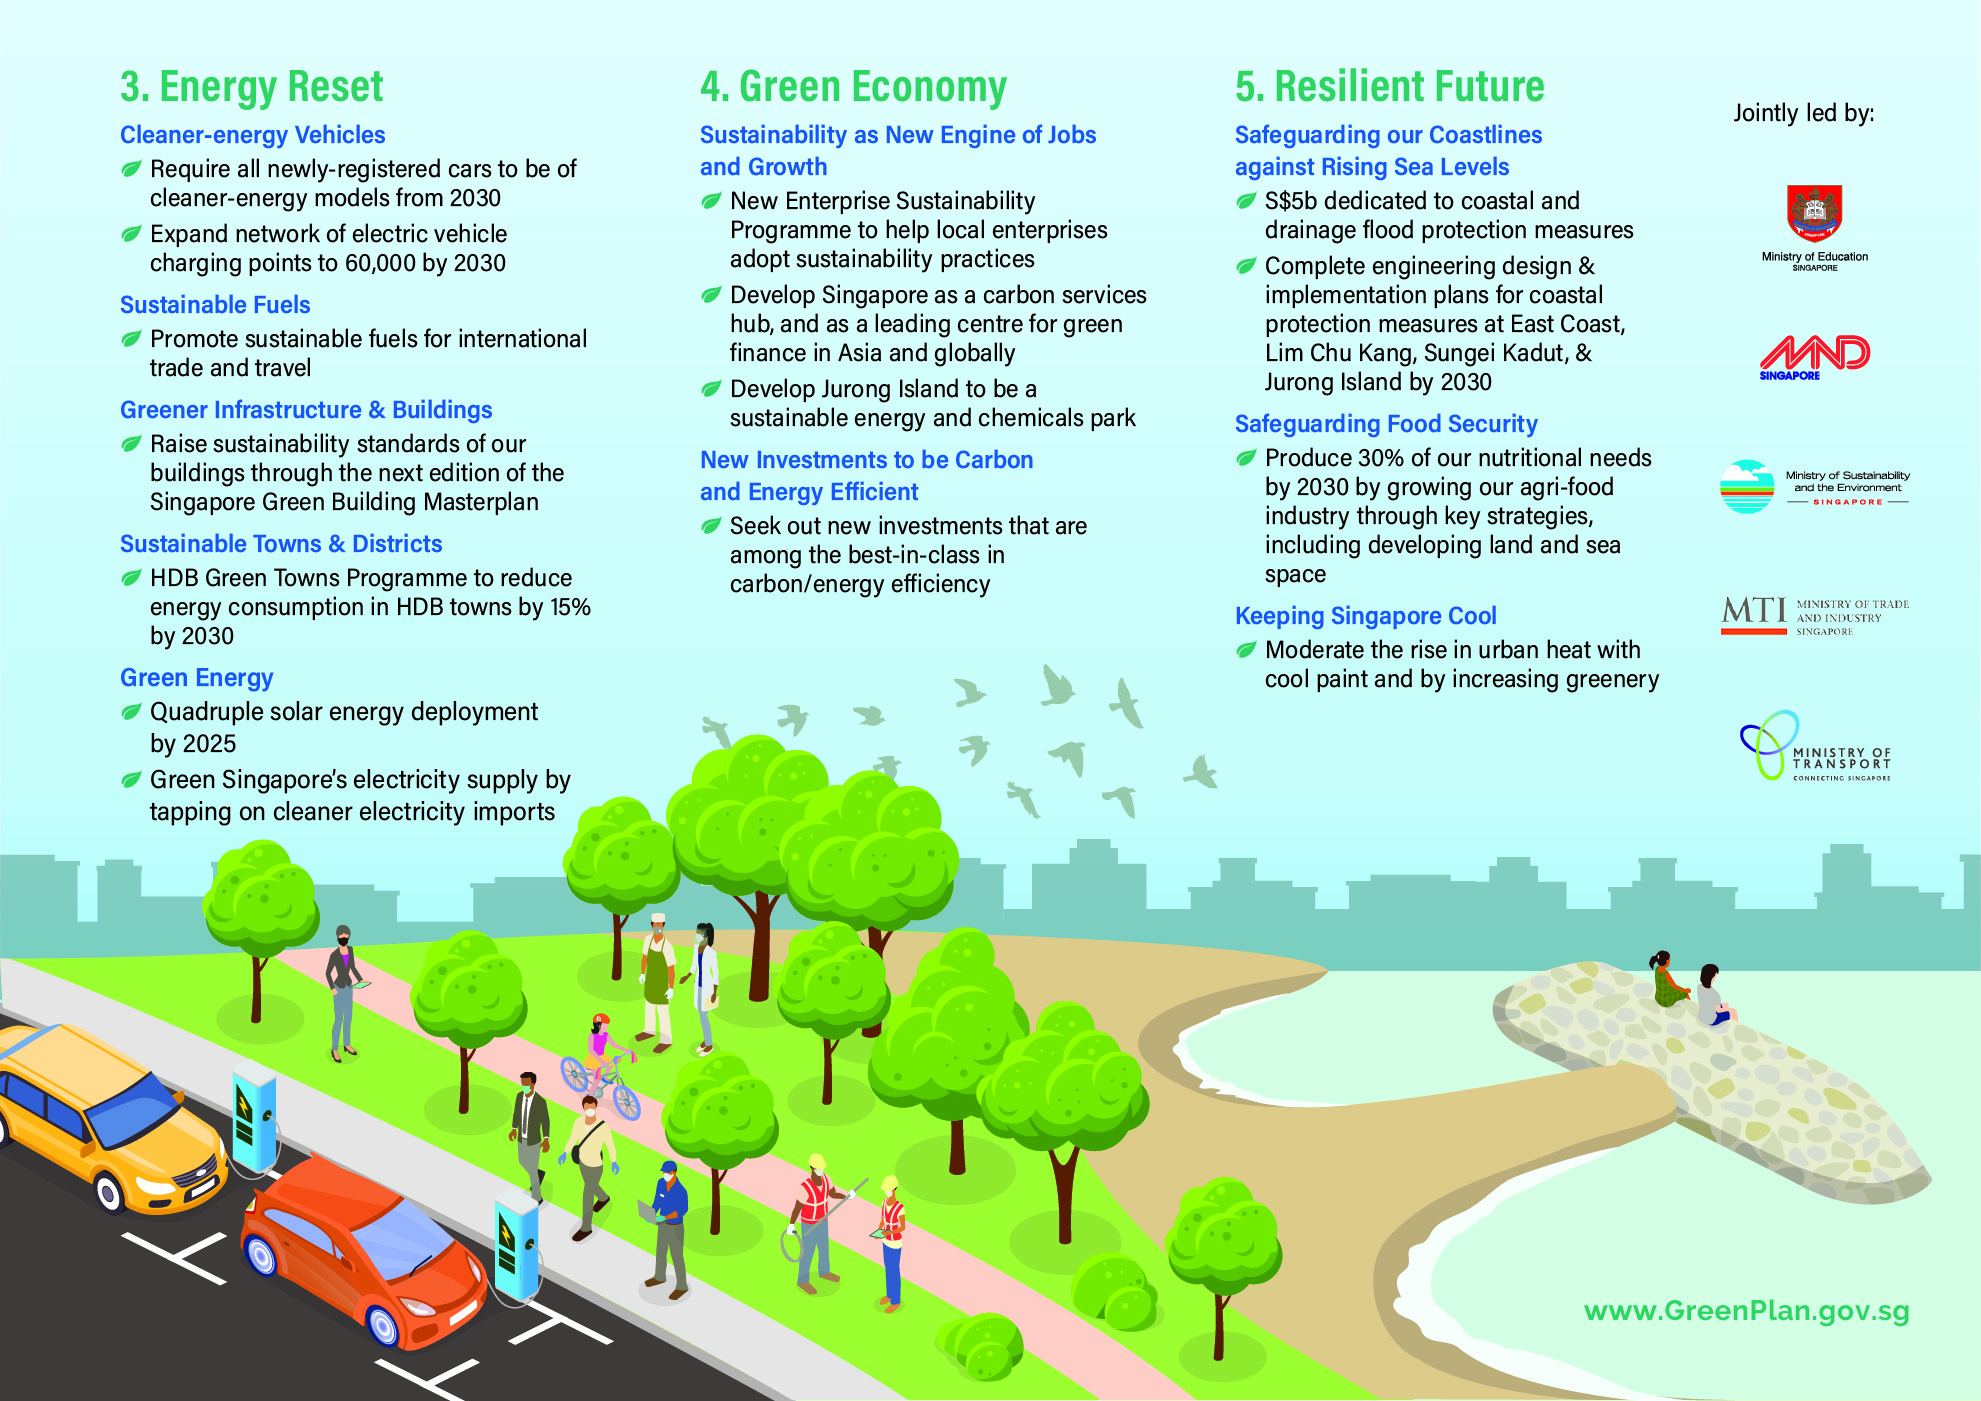 3. Energy Reset
Cleaner-energy Vehicles
Require all newly-registered cars to be of
cleaner-energy models from 2030
Expand network of electric vehicle
charging points to 60,000 by 2030
Sustainable Fuels
Promote sustainable fuels for international
trade and travel
Greener Infrastructure & Buildings
Raise sustainability standards of our
buildings through the next edition of the
Singapore Green Building Masterplan
Sustainable Towns & Districts
HDB Green Towns Programme to reduce
energy consumption in HDB towns by 15%
by 2030
Green Energy
Quadruple solar energy deployment
by 2025
Green Singapore's electricity supply by
tapping on cleaner electricity imports
4. Green Economy
Sustainability as New Engine of Jobs
and Growth
New Enterprise Sustainability
Programme to help local enterprises
adopt sustainability practices
Develop Singapore as a carbon services
hub, and as a leading centre for green
finance in Asia and globally
Develop Jurong Island to be a
sustainable energy and chemicals park
New Investments to be Carbon
and Energy Efficient
Seek out new investments that are
among the best-in-class in
carbon/energy efficiency
5. Resilient Future
Safeguarding our Coastlines
against Rising Sea Levels
S$5b dedicated to coastal and
drainage flood protection measures
Complete engineering design &
implementation plans for coastal
protection measures at East Coast,
Lim Chu Kang, Sungei Kadut, &
Jurong Island by 2030
Safeguarding Food Security
Produce 30% of our nutritional needs
by 2030 by growing our agri-food
industry through key strategies,
including developing land and sea
space
Keeping Singapore Cool
Moderate the rise in urban heat with
cool paint and by increasing greenery
Jointly led by:
Ministry of Education
SINGAPORE
MND
SINGAPORE
Ministry of Sustainability
and the Environment
SINGAPORE
MTI
MINISTRY OF TRADE
AND INDUSTRY
SINGAPORE
MINISTRY OF
TRANSPORT
CONNECTING SINGAPORE
www.GreenPlan.gov.sg